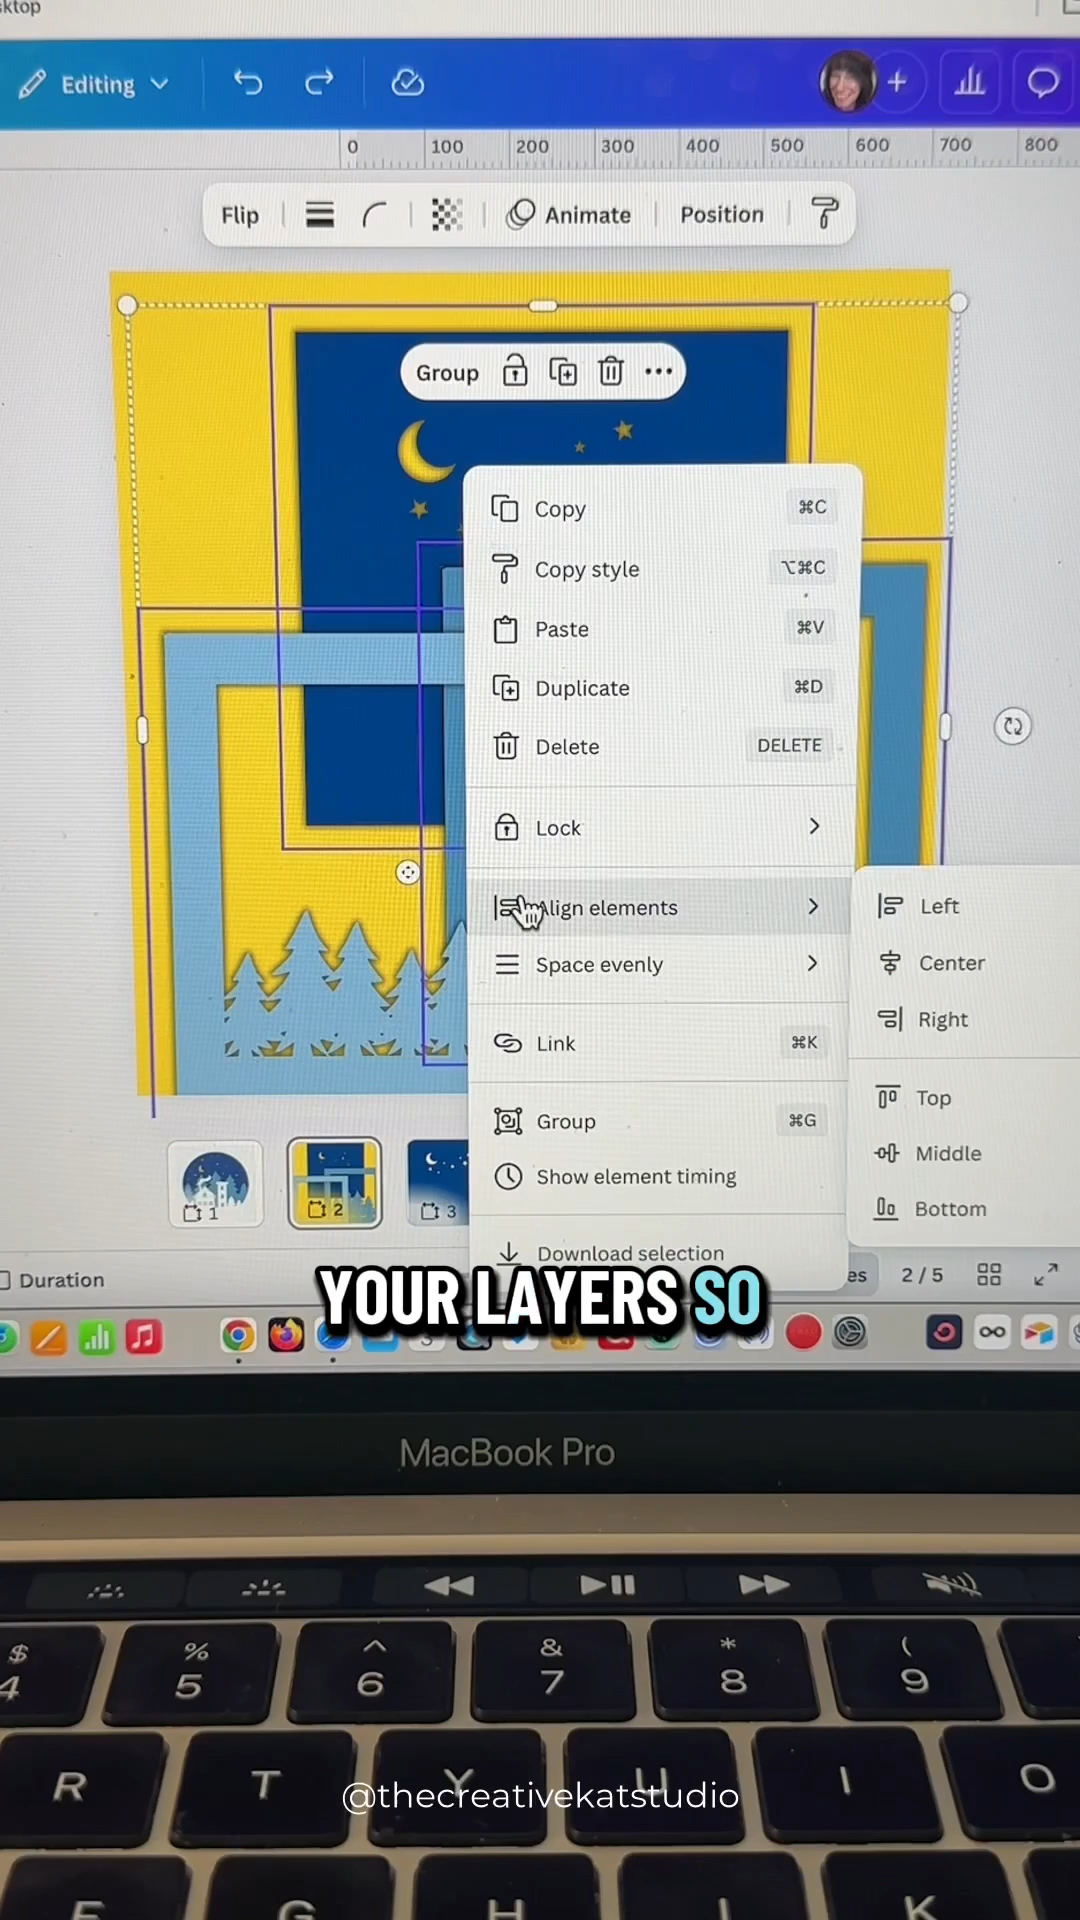 sktop
Editing
0 100 200 300 400 500 600 700 800
Flip Animate Position
Group
Copy ⌘C
Copy style ⌥⌘C
Paste ⌘V
Duplicate ⌘D
Delete DELETE
Lock
Align elements
Left
Space evenly
Center
Right
Link ⌘K
Top
Group ⌘G
Middle
Show element timing
Bottom
1 2 3
Download selection
Duration
es 2 / 5
YOUR LAYERS SO
MacBook Pro
$ % ^ & * (
4 5 6 7 8 9
R T Y U I O
@thecreativekatstudio
F G H J K